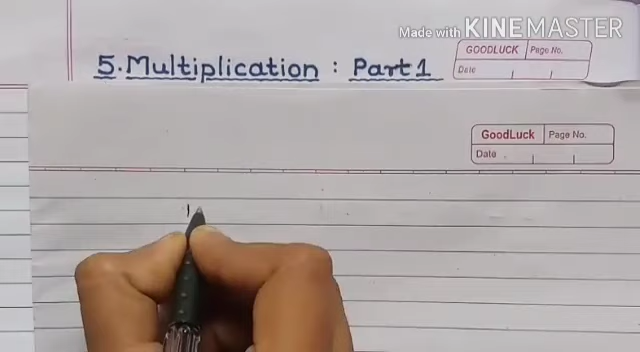 Made with KINEMASTER
GOODLUCK Page No.
Date
5. Multiplication : Part 1
GoodLuck Page No.
Date